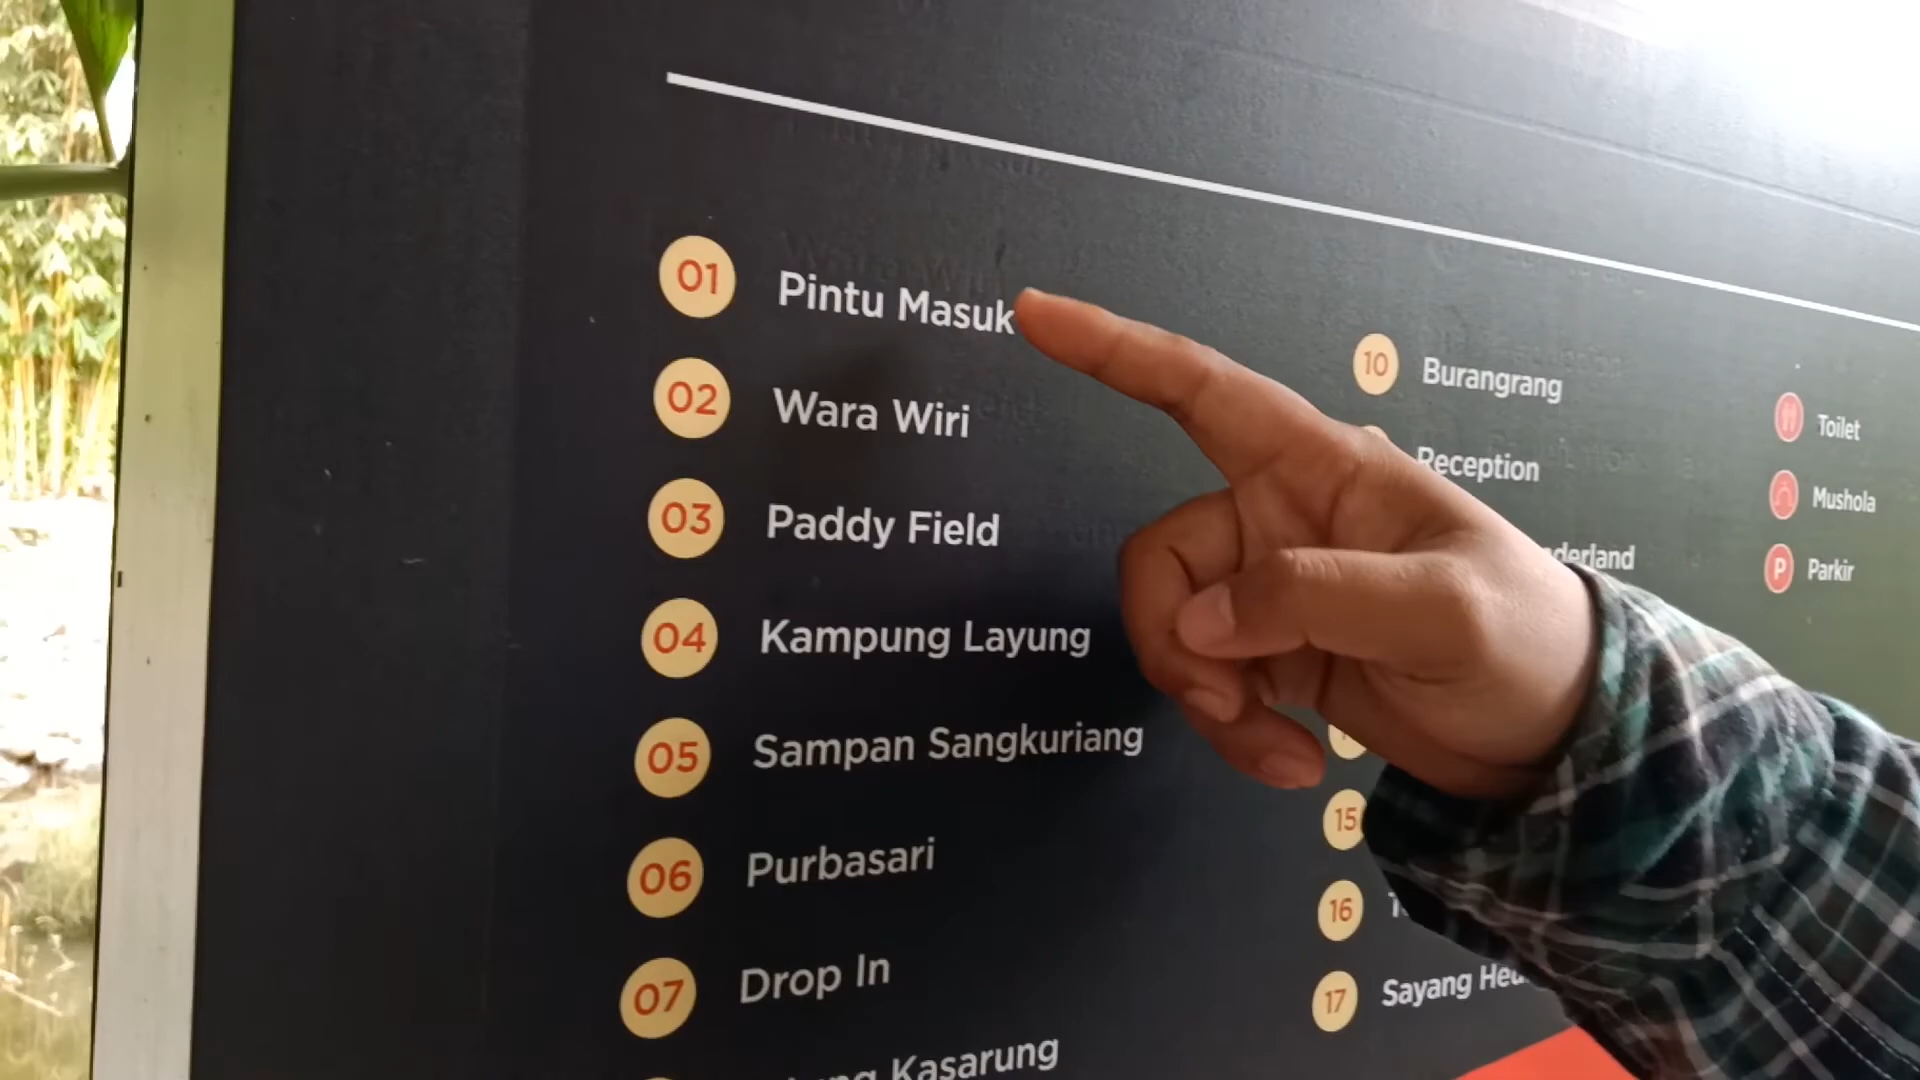 01 Pintu Masuk
02 Wara Wiri
03 Paddy Field
04 Kampung Layung
05 Sampan Sangkuriang
06 Purbasari
07 Drop In
Kasarung
10 Burangrang
Reception
15
16
17 Sayang
Toilet
Mushola
P Parkir